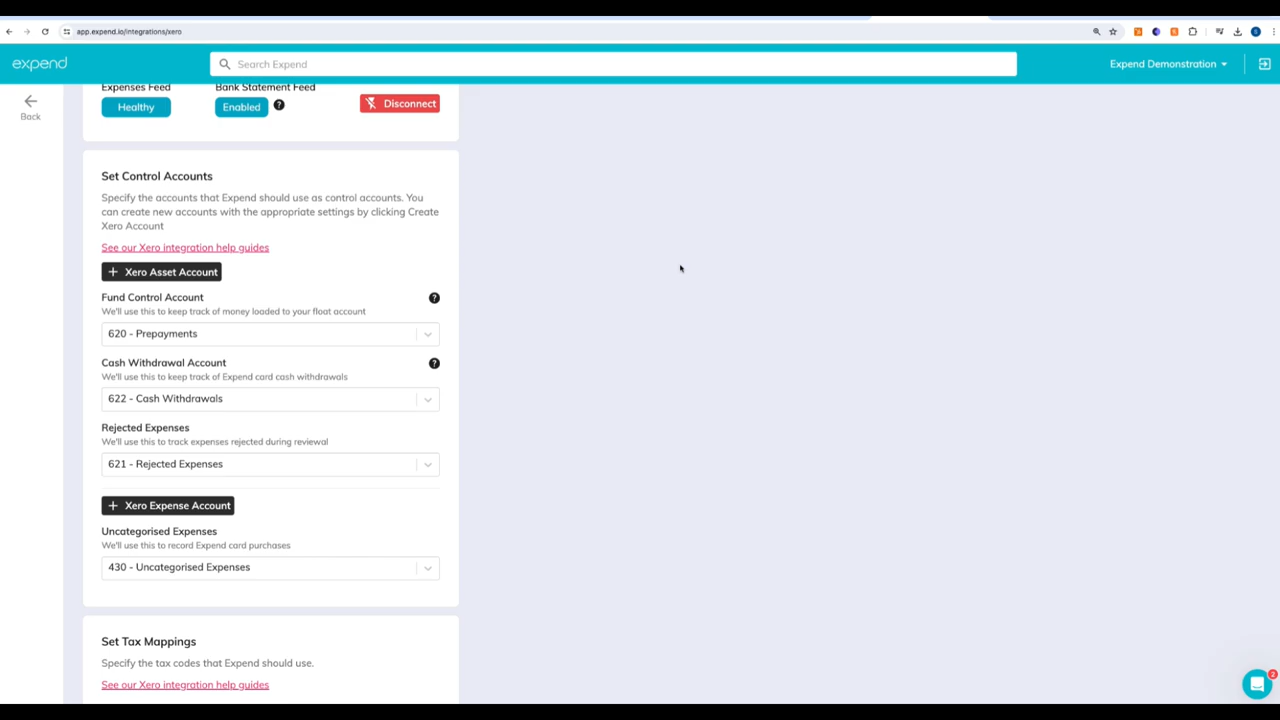 app.expend.io/integrations/xero
expend
Search Expend
Expend Demonstration
Back
Expenses Feed
Bank Statement Feed
Healthy
Enabled
?
Disconnect
Set Control Accounts
Specify the accounts that Expend should use as control accounts. You
can create new accounts with the appropriate settings by clicking Create
Xero Account
See our Xero integration help guides
+ Xero Asset Account
Fund Control Account
?
We'll use this to keep track of money loaded to your float account
620 - Prepayments
Cash Withdrawal Account
?
We'll use this to keep track of Expend card cash withdrawals
622 - Cash Withdrawals
Rejected Expenses
We'll use this to track expenses rejected during reviewal
621 - Rejected Expenses
+ Xero Expense Account
Uncategorised Expenses
We'll use this to record Expend card purchases
430 - Uncategorised Expenses
Set Tax Mappings
Specify the tax codes that Expend should use.
See our Xero integration help guides
2